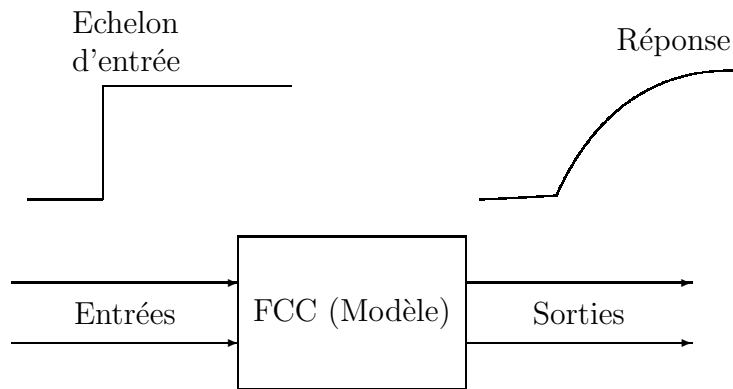 Echelon
d'entrée
Réponse
Entrées
FCC (Modèle)
Sorties